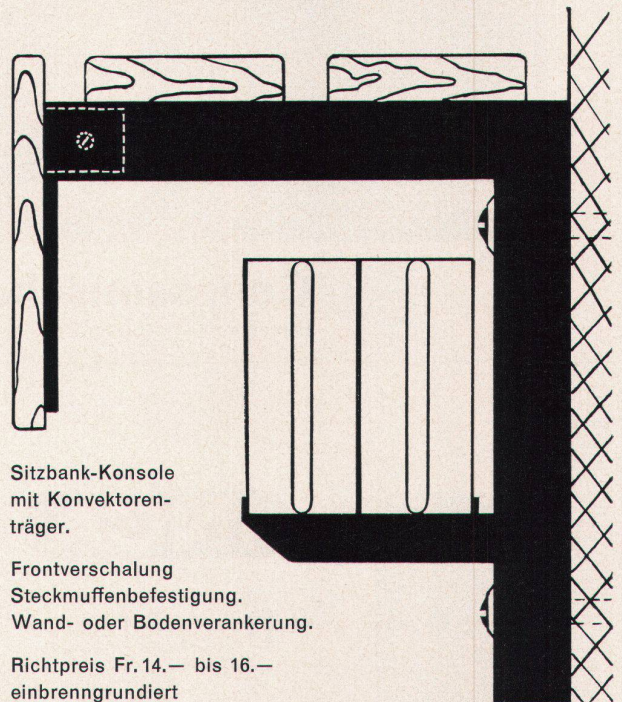 Sitzbank-Konsole
mit Konvektoren-
träger.
Frontverschalung
Steckmuffenbefestigung.
Wand- oder Bodenverankerung.
Richtpreis Fr. 14.— bis 16.—
einbrenngrundiert